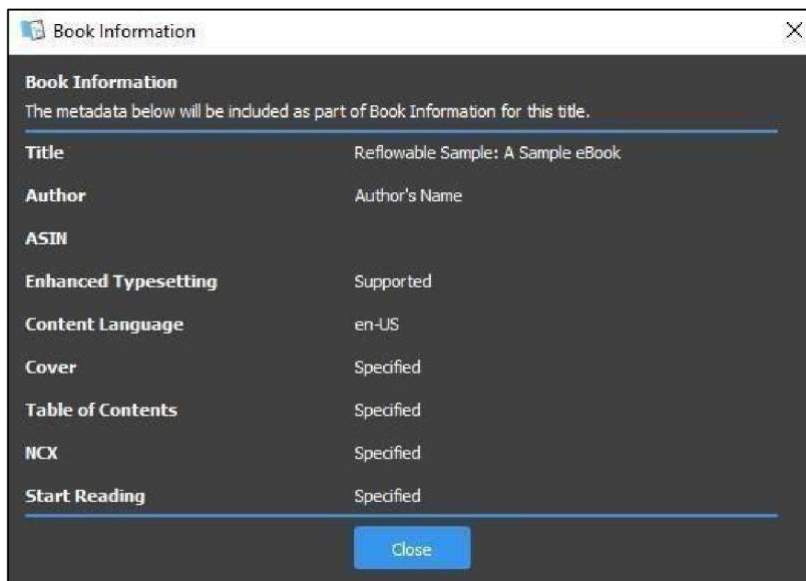 Book Information
Book Information
The metadata below will be included as part of Book Information for this title.
Title Reflowable Sample: A Sample eBook
Author Author's Name
ASIN
Enhanced Typesetting Supported
Content Language en-US
Cover Specified
Table of Contents Specified
NCX Specified
Start Reading Specified
Close